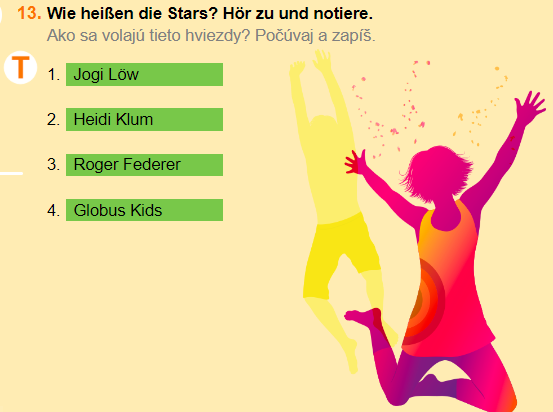 13. Wie heißen die Stars? Hör zu und notiere.
Ako sa volajú tieto hviezdy? Počúvaj a zapíš.
T
1. Jogi Löw
2. Heidi Klum
3. Roger Federer
4. Globus Kids